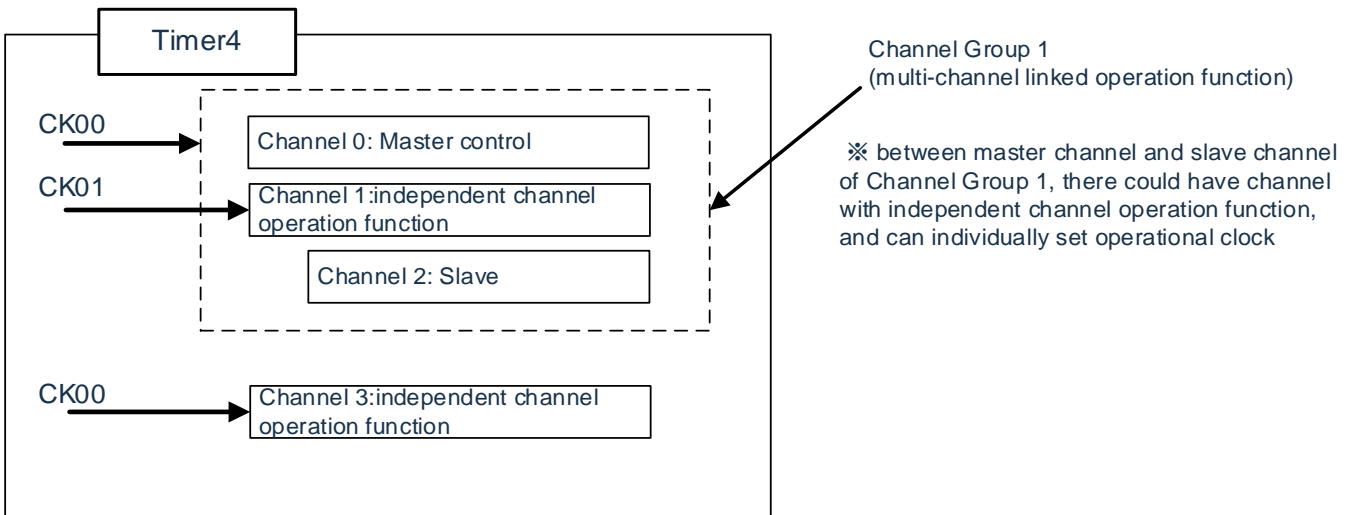 Timer4
Channel Group 1
(multi-channel linked operation function)
CK00
Channel 0: Master control
※ between master channel and slave channel
of Channel Group 1, there could have channel
with independent channel operation function,
and can individually set operational clock
CK01
Channel 1:independent channel
operation function
Channel 2: Slave
CK00
Channel 3:independent channel
operation function